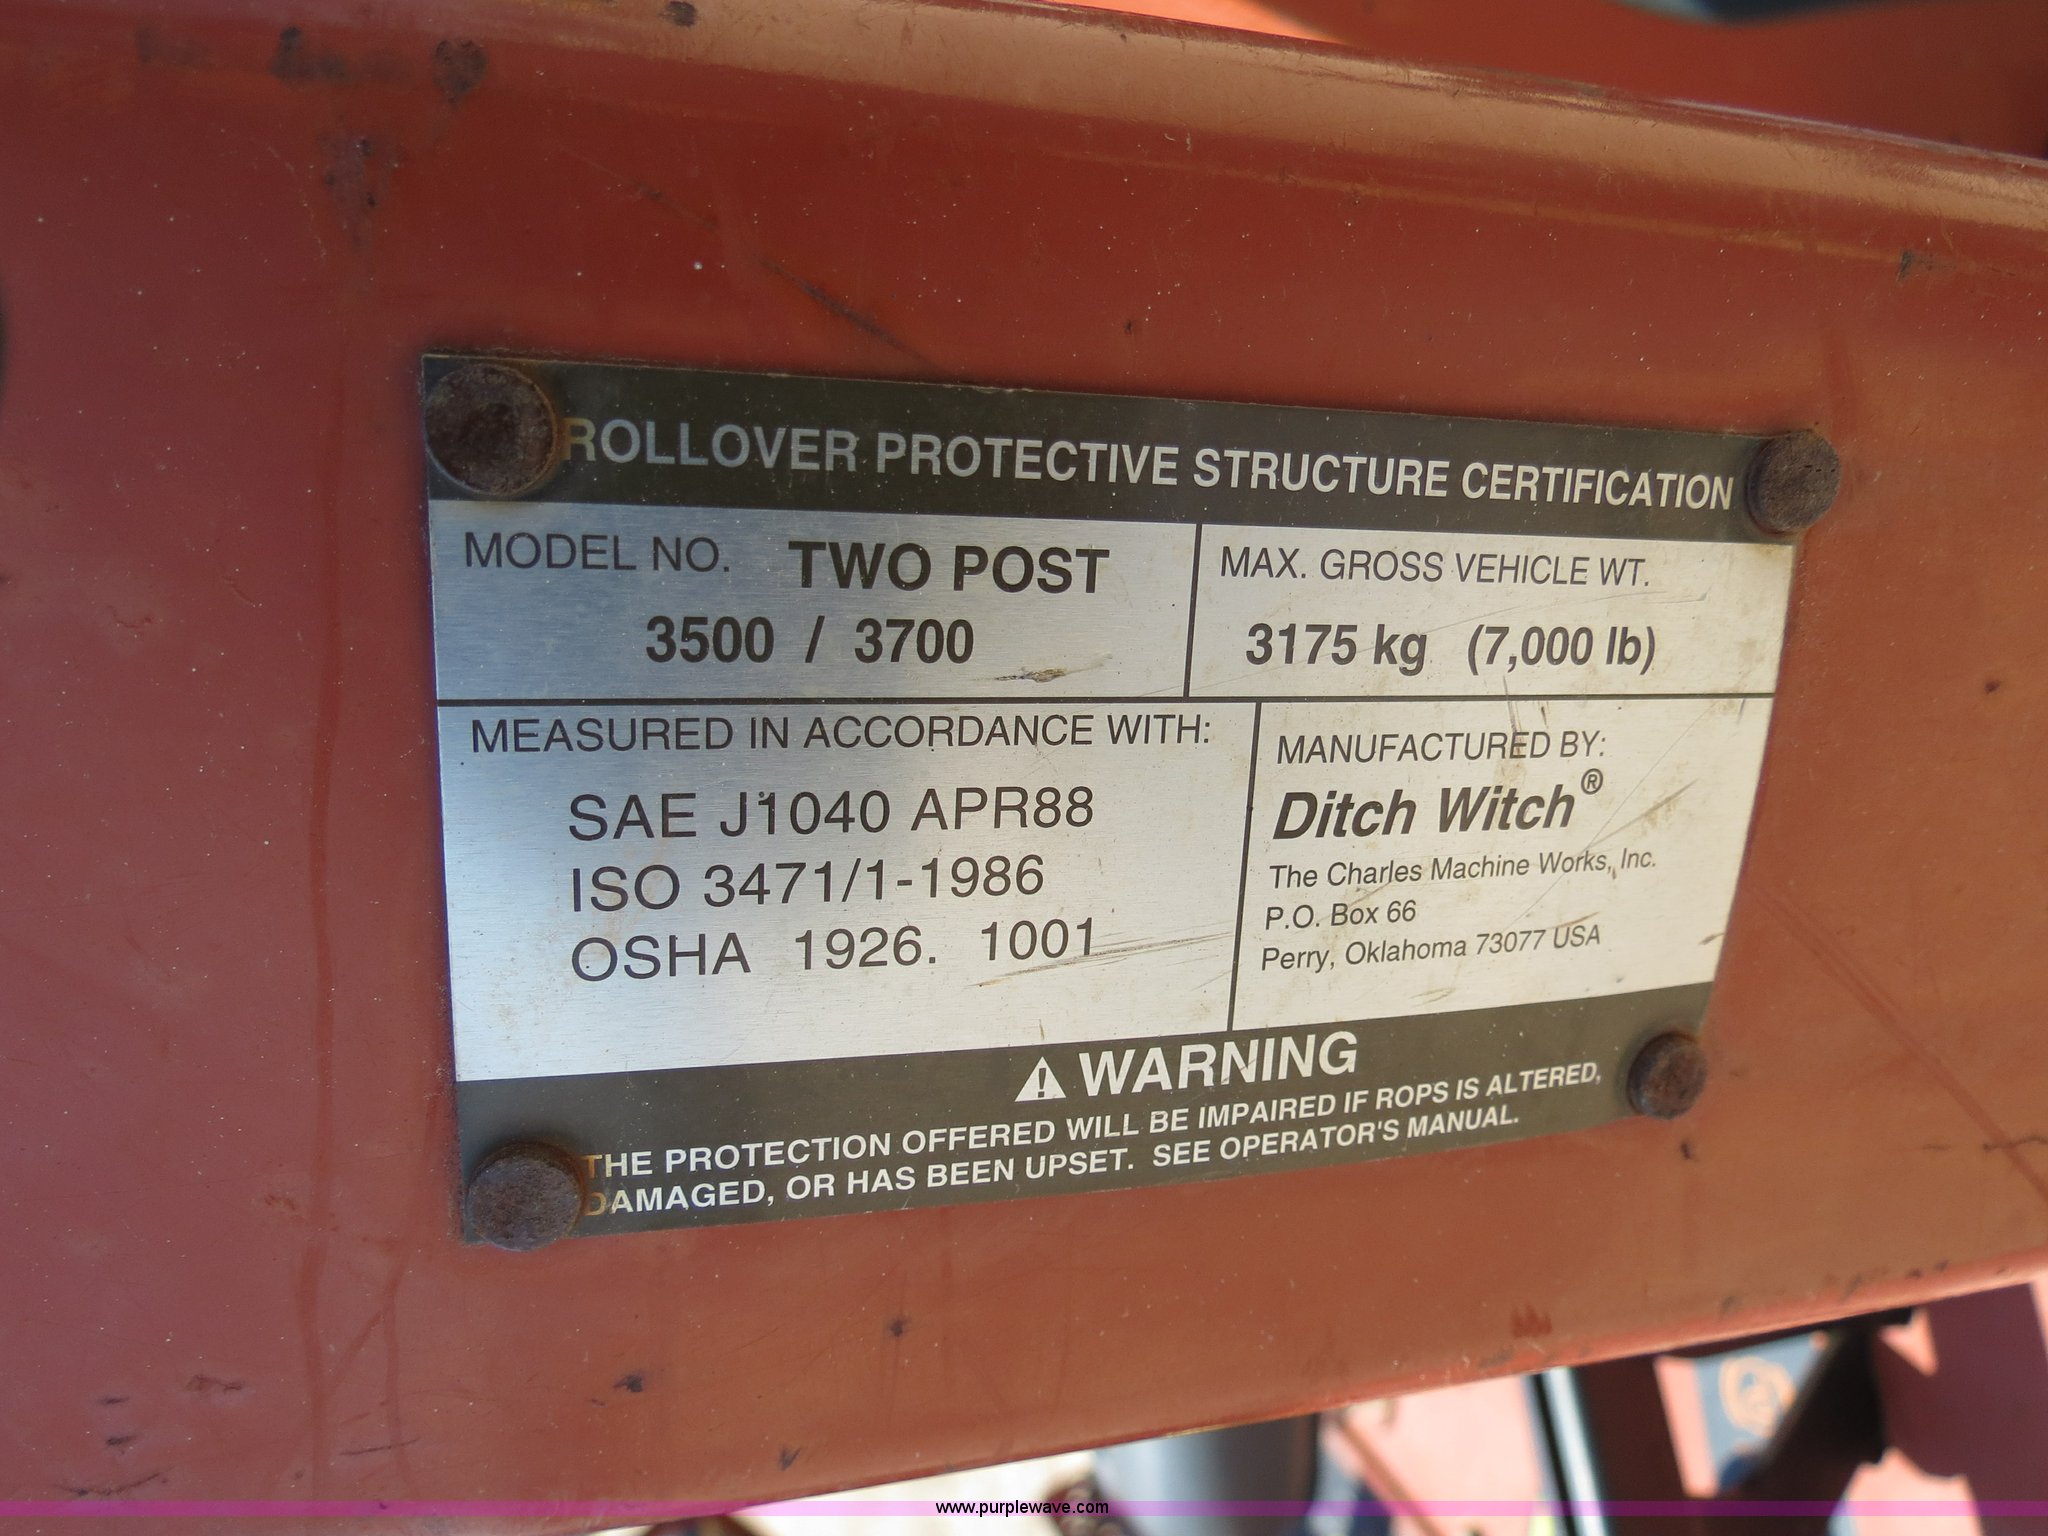 ROLLOVER PROTECTIVE STRUCTURE CERTIFICATION
MODEL NO. TWO POST
3500 / 3700
MAX. GROSS VEHICLE WT.
3175 kg (7,000 lb)
MEASURED IN ACCORDANCE WITH:
SAE J1040 APR88
ISO 3471/1-1986
OSHA 1926. 1001
MANUFACTURED BY:
Ditch Witch®
The Charles Machine Works, Inc.
P.O. Box 66
Perry, Oklahoma 73077 USA
⚠ WARNING
THE PROTECTION OFFERED WILL BE IMPAIRED IF ROPS IS ALTERED,
DAMAGED, OR HAS BEEN UPSET. SEE OPERATOR'S MANUAL.
www.purplewave.com